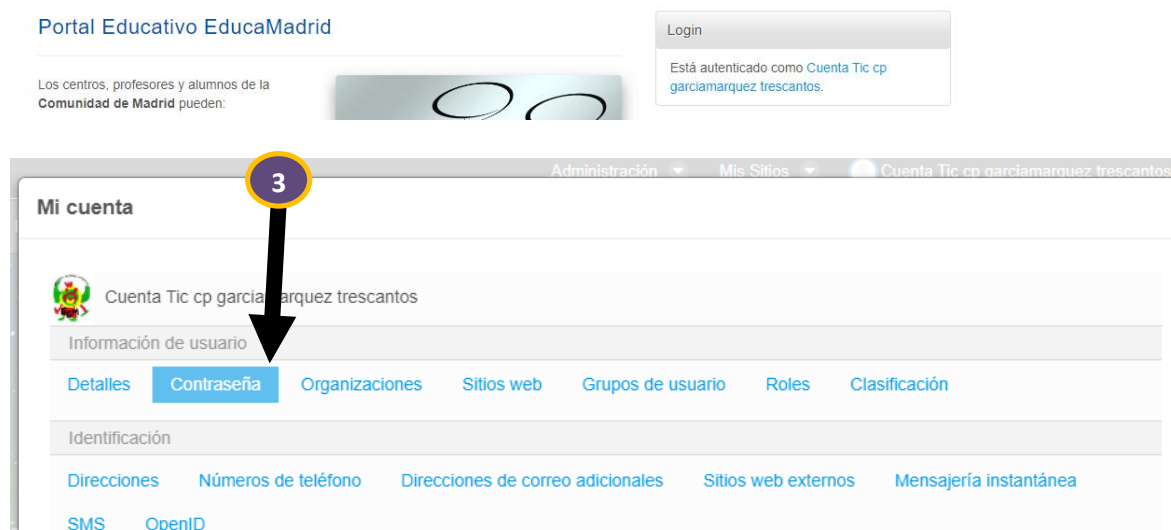 Portal Educativo EducaMadrid
Login
Los centros, profesores y alumnos de la
Comunidad de Madrid pueden:
Está autenticado como Cuenta Tic cp
garciamarquez trescantos.
Administración Mis Sitios Cuenta Tic cp garciamarquez trescantos
3
Mi cuenta
Cuenta Tic cp garciamarquez trescantos
Información de usuario
Detalles Contraseña Organizaciones Sitios web Grupos de usuario Roles Clasificación
Identificación
Direcciones Números de teléfono Direcciones de correo adicionales Sitios web externos Mensajería instantánea
SMS OpenID